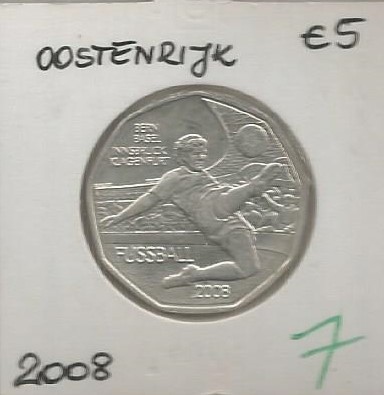 OOSTENRIJK €5
BERN
BASEL
INNSBRUCK
KLAGENFURT
FUSSBALL
2008
2008
7